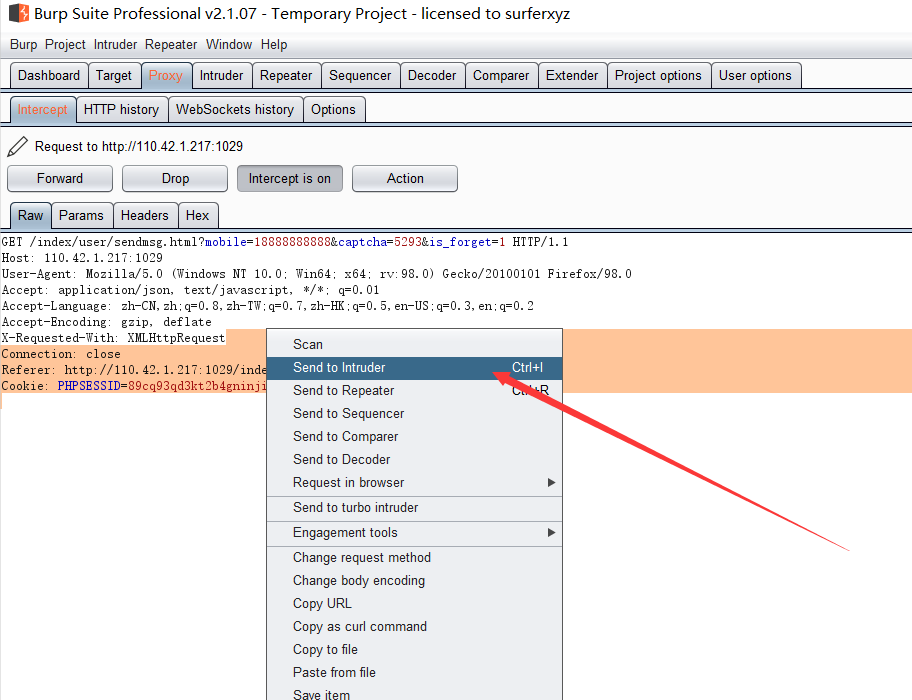 Burp Suite Professional v2.1.07 - Temporary Project - licensed to surferxyz
Burp Project Intruder Repeater Window Help
Dashboard Target Proxy Intruder Repeater Sequencer Decoder Comparer Extender Project options User options
Intercept HTTP history WebSockets history Options
Request to http://110.42.1.217:1029
Forward Drop Intercept is on Action
Raw Params Headers Hex
GET /index/user/sendmsg.html?mobile=18888888888&captcha=5293&is_forget=1 HTTP/1.1
Host: 110.42.1.217:1029
User-Agent: Mozilla/5.0 (Windows NT 10.0; Win64; x64; rv:98.0) Gecko/20100101 Firefox/98.0
Accept: application/json, text/javascript, */*; q=0.01
Accept-Language: zh-CN,zh;q=0.8,zh-TW;q=0.7,zh-HK;q=0.5,en-US;q=0.3,en;q=0.2
Accept-Encoding: gzip, deflate
X-Requested-With: XMLHttpRequest
Connection: close
Referer: http://110.42.1.217:1029/inde
Cookie: PHPSESSID=89cq93qd3kt2b4gninji
Scan
Send to Intruder Ctrl+I
Send to Repeater Ctrl+R
Send to Sequencer
Send to Comparer
Send to Decoder
Request in browser
Send to turbo intruder
Engagement tools
Change request method
Change body encoding
Copy URL
Copy as curl command
Copy to file
Paste from file
Save item